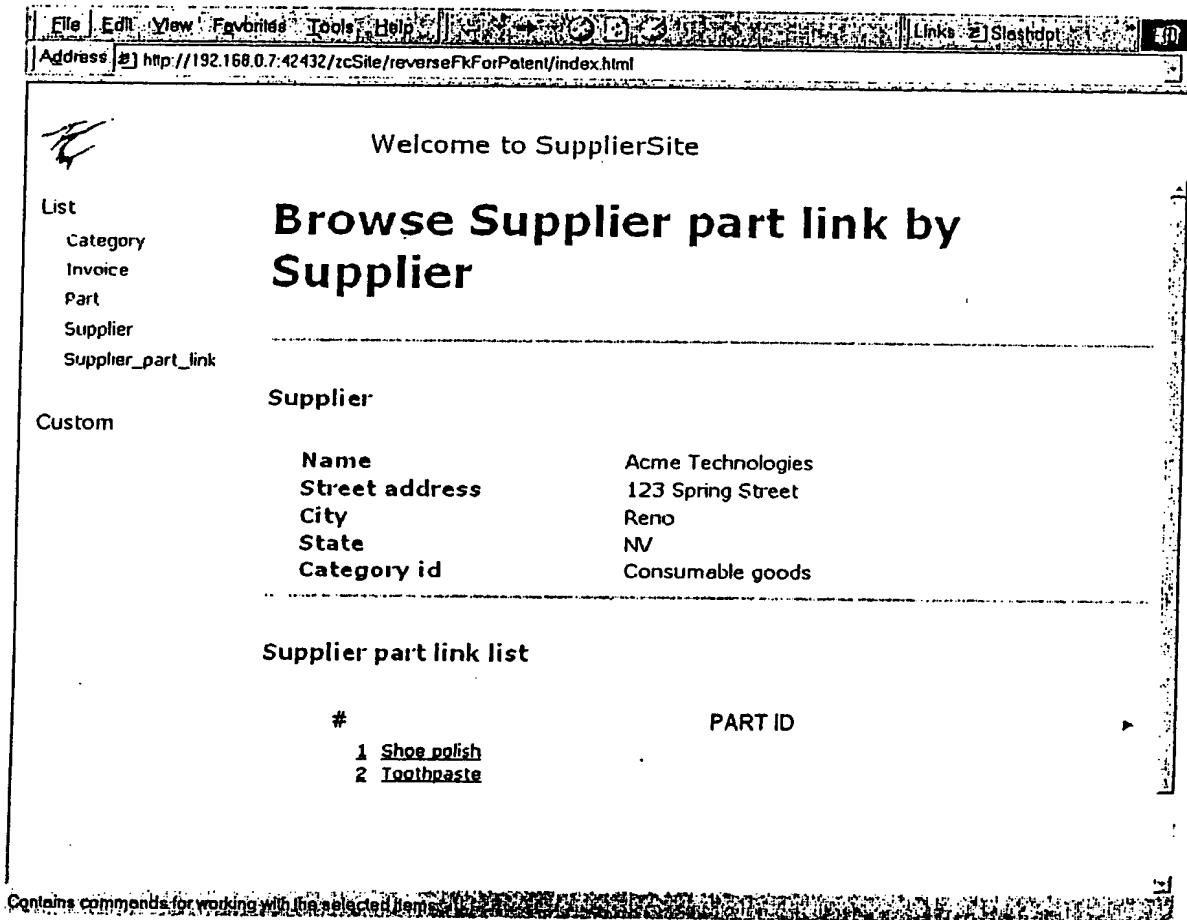 File Edit View Favorites Tools Help Links Slashdot
Address http://192.168.0.7:42432/zcSite/reverseFkForPatent/index.html
Welcome to SupplierSite
List
Category
Invoice
Part
Supplier
Supplier_part_link
Custom
Browse Supplier part link by
Supplier
Supplier
Name Acme Technologies
Street address 123 Spring Street
City Reno
State NV
Category id Consumable goods
Supplier part link list
# PART ID
1 Shoe polish
2 Toothpaste
Contains commands for working with the selected items.